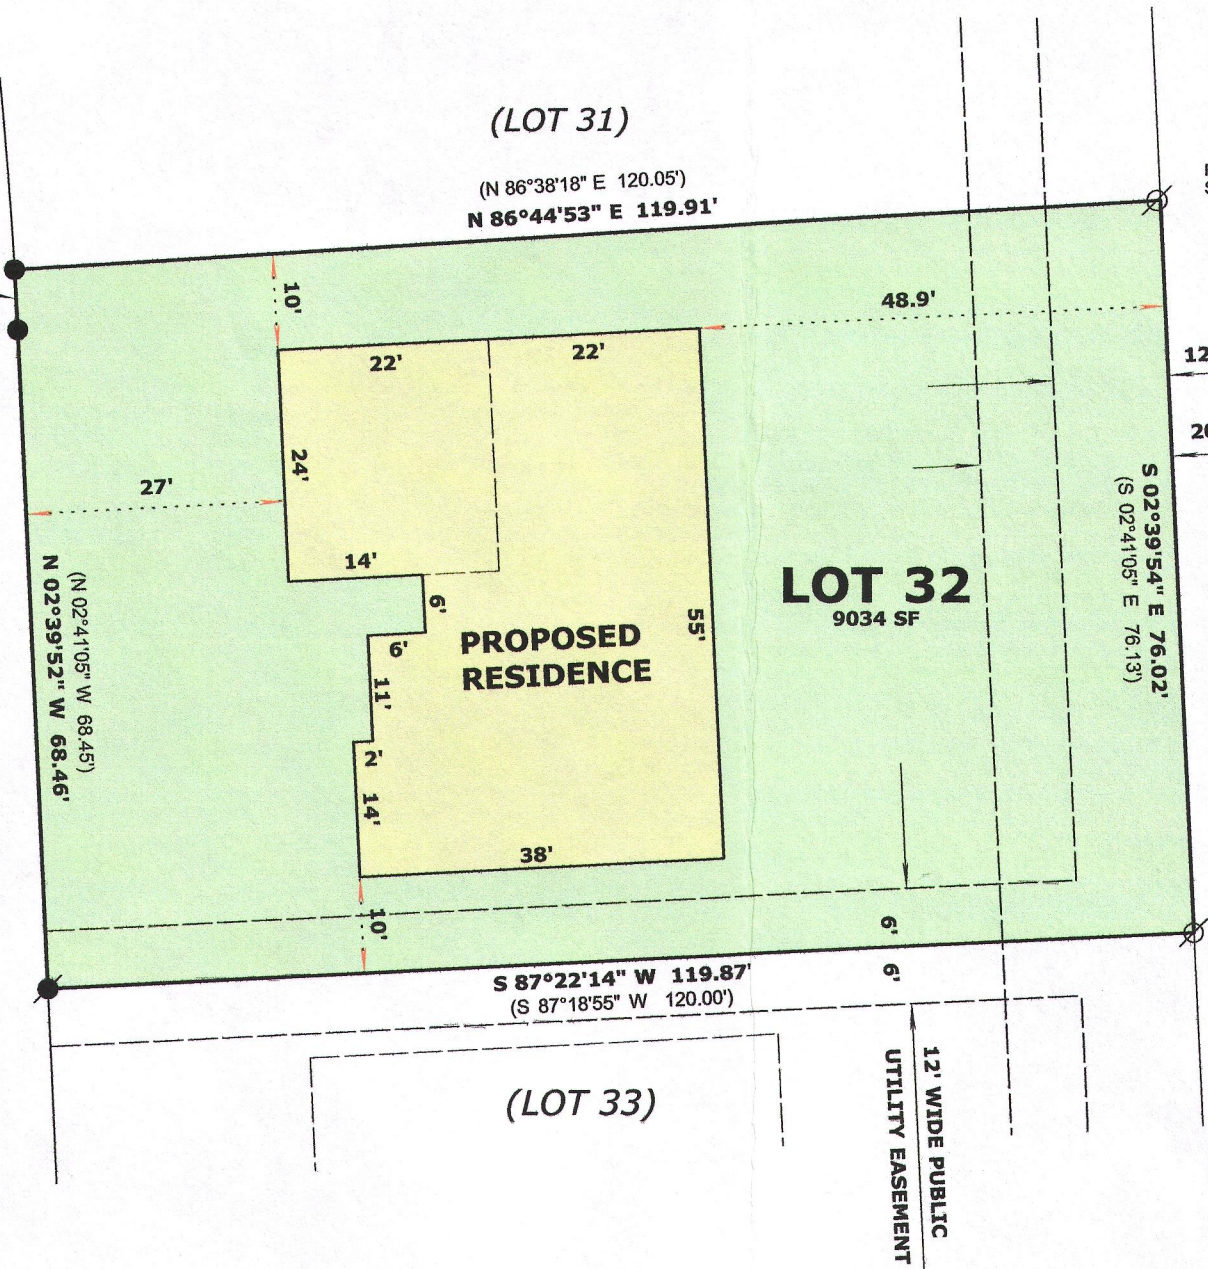 (LOT 31)
(N 86°38'18" E 120.05')
N 86°44'53" E 119.91'
10'
48.9'
22'
22'
12
20
24'
27'
14'
S 02°39'54" E 76.02'
(S 02°41'05" E 76.13')
LOT 32
9034 SF
N 02°39'52" W 68.46'
(N 02°41'05" W 68.45')
6'
55'
PROPOSED
RESIDENCE
6'
11'
2'
14'
38'
10'
6'
6'
S 87°22'14" W 119.87'
(S 87°18'55" W 120.00')
(LOT 33)
12' WIDE PUBLIC
UTILITY EASEMENT